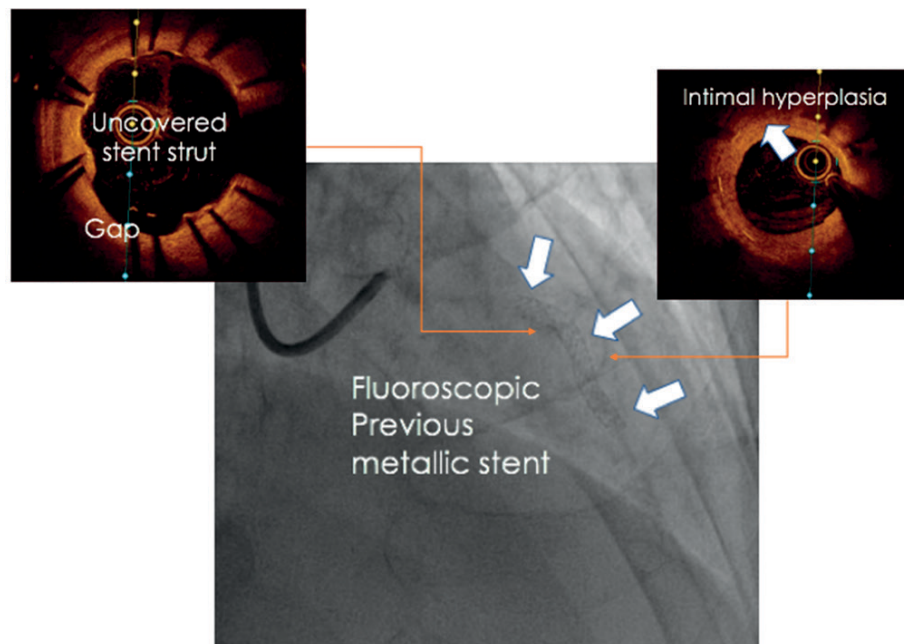 Uncovered
stent strut
Gap
Intimal hyperplasia
Fluoroscopic
Previous
metallic stent